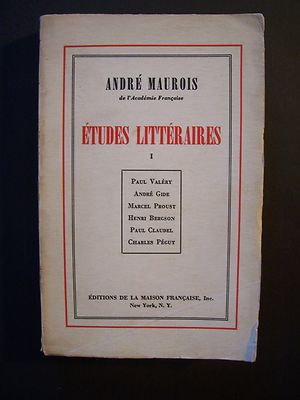 ANDRÉ MAUROIS
de l'Académie Française
ÉTUDES LITTÉRAIRES
I
PAUL VALÉRY
ANDRÉ GIDE
MARCEL PROUST
HENRI BERGSON
PAUL CLAUDEL
CHARLES PÉGUY
ÉDITIONS DE LA MAISON FRANÇAISE, Inc.
New York, N. Y.